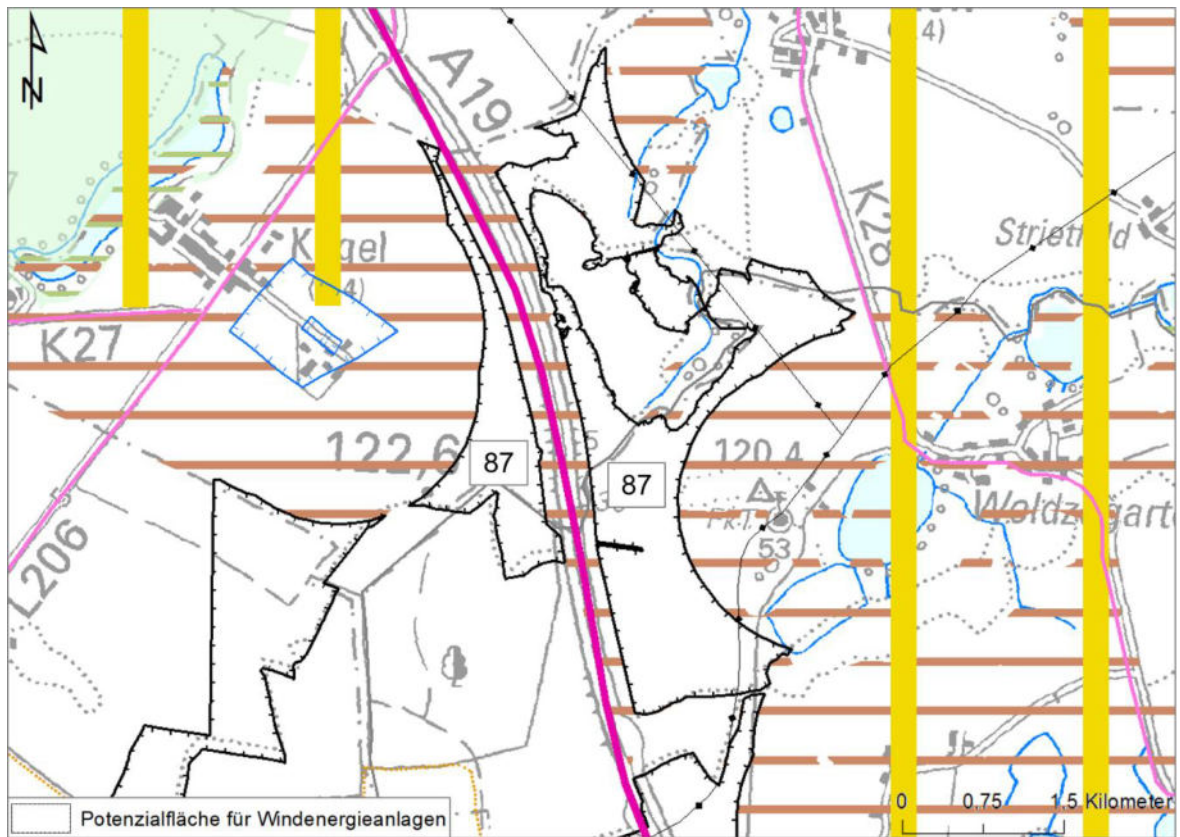 N
A19
4)
K28
Strietfeld
K27
L206
122,6
120,4
87
87
53
Potenzialfläche für Windenergieanlagen
0 0.75 1.5 Kilometer